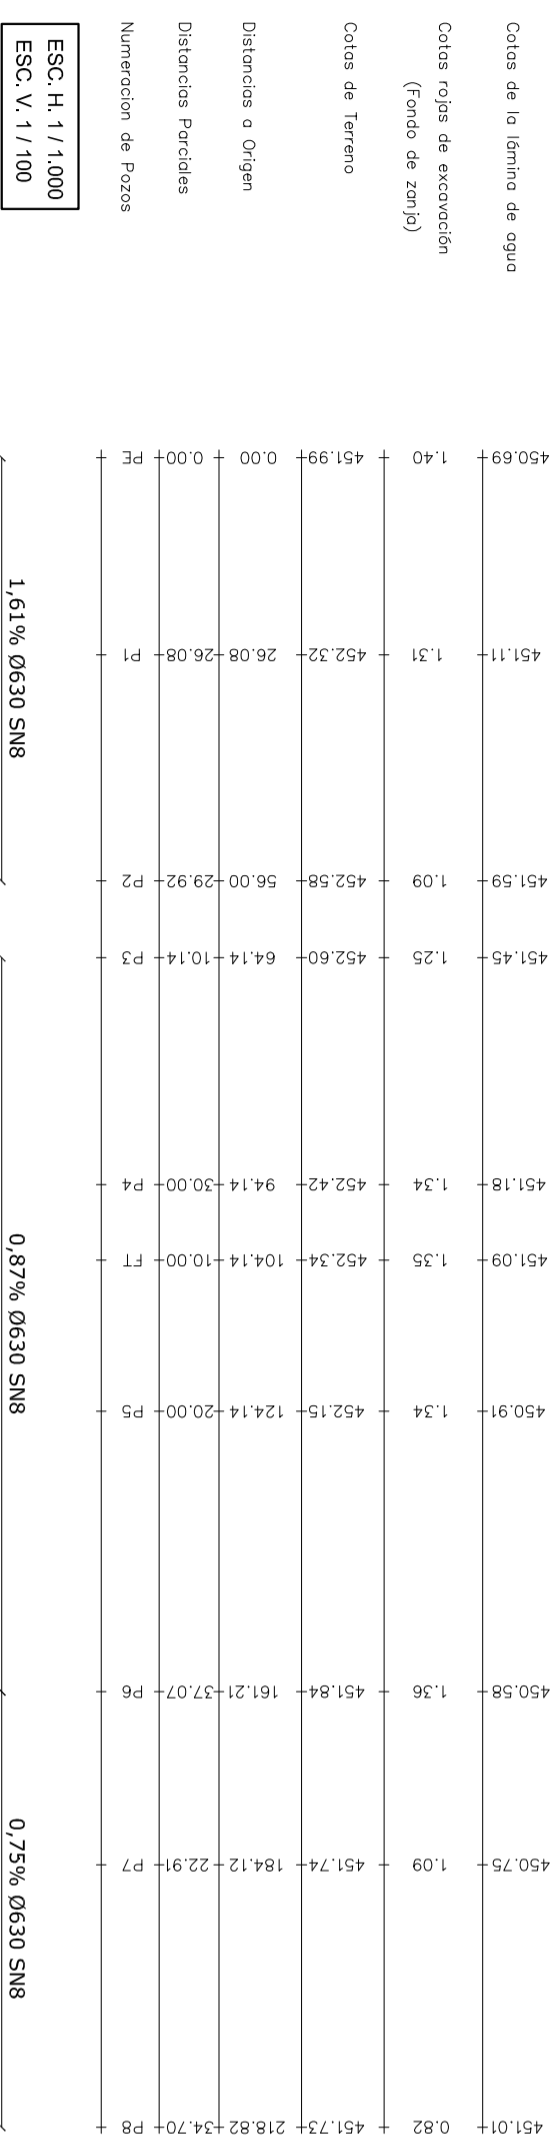 Cotas de la lámina de agua
450.69 451.11 451.59 451.45 451.18 451.09 450.91 450.58 450.75 451.01
Cotas rojas de excavación
(Fondo de zanja)
1.40 1.31 1.09 1.25 1.34 1.35 1.34 1.36 1.09 0.82
Cotas de Terreno
451.99 452.32 452.58 452.60 452.42 452.34 452.15 451.84 451.74 451.73
Distancias a Origen
0.00 26.08 56.00 64.14 94.14 104.14 124.14 161.21 184.12 218.82
Distancias Parciales
0.00 26.08 29.92 10.14 30.00 10.00 20.00 37.07 22.91 34.70
Numeracion de Pozos
PE P1 P2 P3 P4 FT P5 P6 P7 P8
ESC. H. 1 / 1.000
ESC. V. 1 / 100
1,61% Ø630 SN8
0,87% Ø630 SN8
0,75% Ø630 SN8